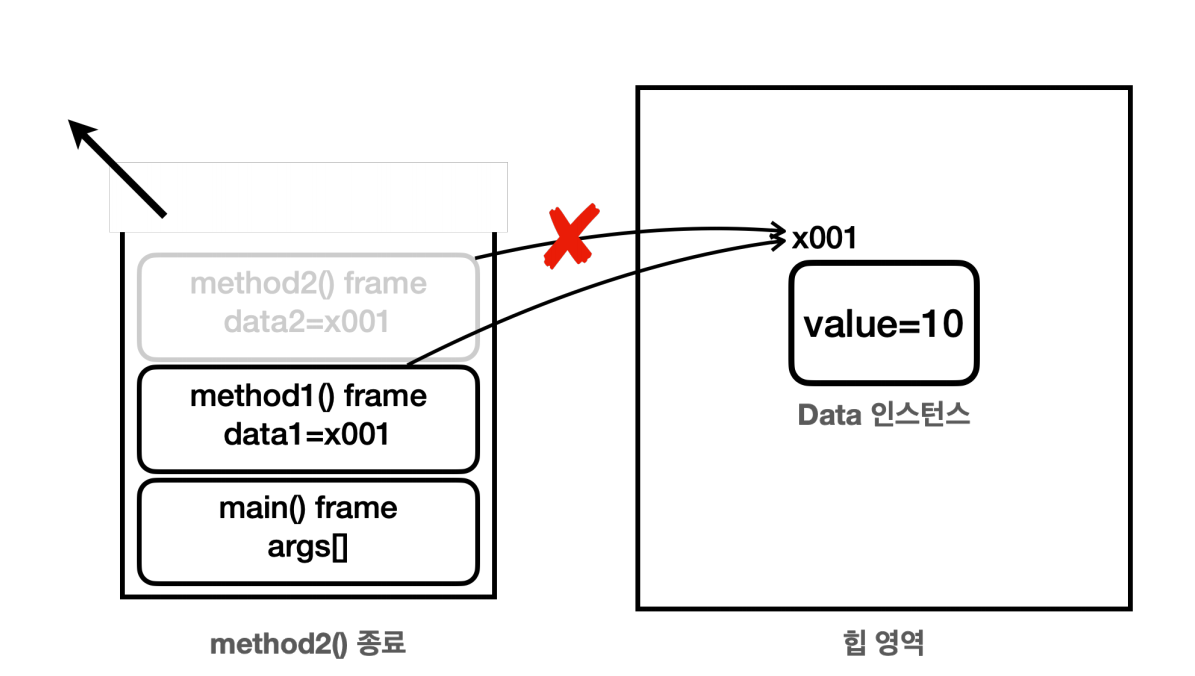 method2() frame
data2=x001
method1() frame
data1=x001
main() frame
args[]
method2() 종료
x001
value=10
Data 인스턴스
힙 영역